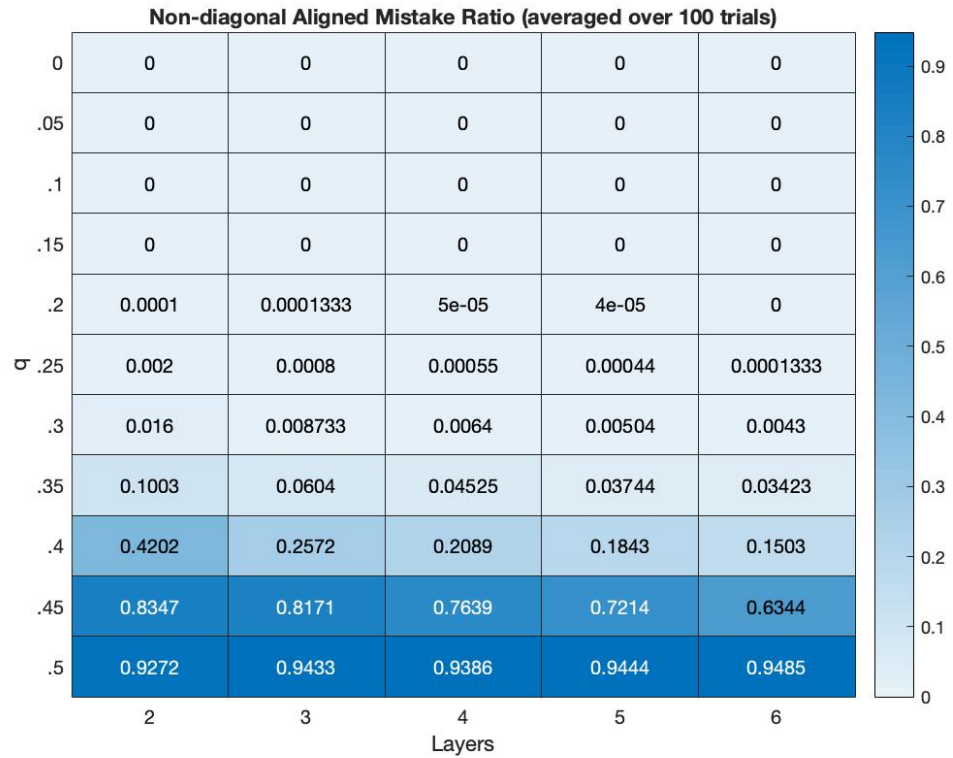 Non-diagonal Aligned Mistake Ratio (averaged over 100 trials)
0 0 0 0 0 0
.05 0 0 0 0 0
.1 0 0 0 0 0
.15 0 0 0 0 0
.2 0.0001 0.0001333 5e-05 4e-05 0
.25 0.002 0.0008 0.00055 0.00044 0.0001333
.3 0.016 0.008733 0.0064 0.00504 0.0043
.35 0.1003 0.0604 0.04525 0.03744 0.03423
.4 0.4202 0.2572 0.2089 0.1843 0.1503
.45 0.8347 0.8171 0.7639 0.7214 0.6344
.5 0.9272 0.9433 0.9386 0.9444 0.9485
2 3 4 5 6
Layers
q
0.9
0.8
0.7
0.6
0.5
0.4
0.3
0.2
0.1
0